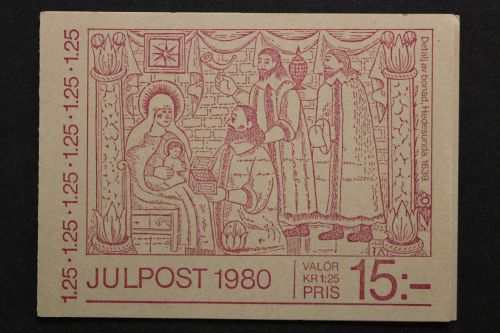 1.25 · 1.25 · 1.25 · 1.25 · 1.25 · 1.25
Detalj av bonad, Hedesunda 1639
JULPOST 1980
VALÖR
KR 1:25
PRIS
15:-